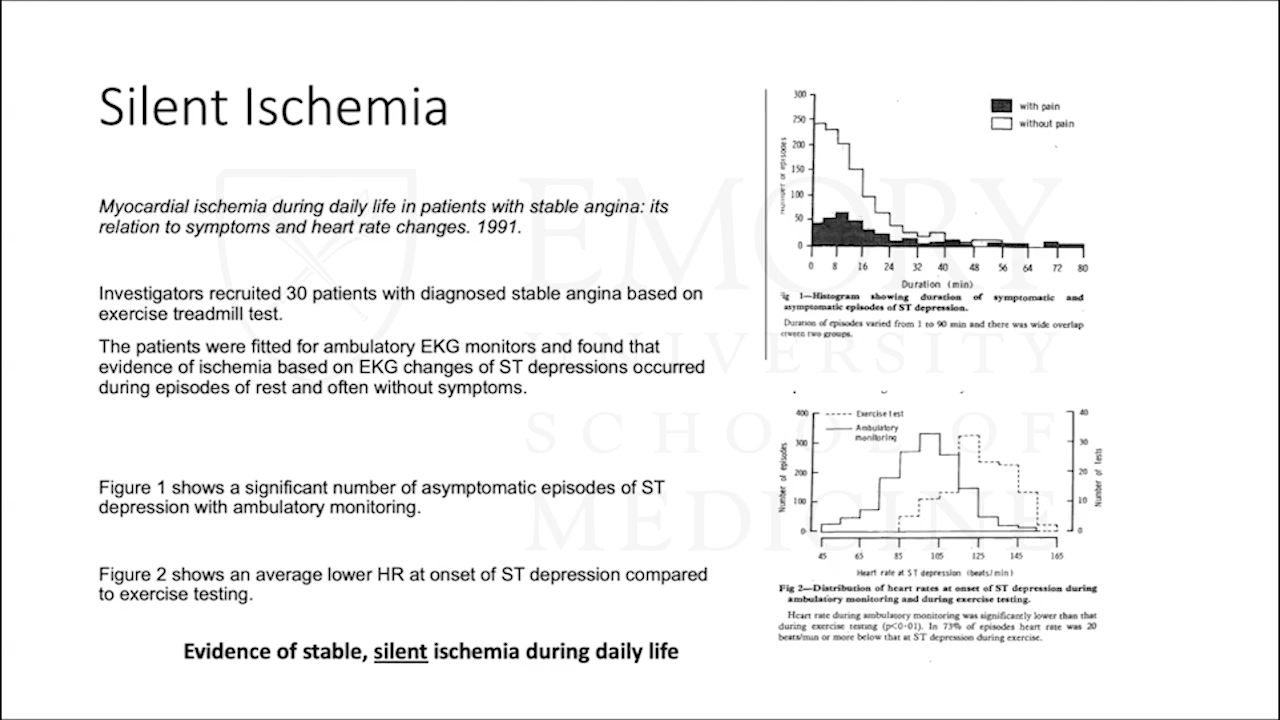 Silent Ischemia
Myocardial ischemia during daily life in patients with stable angina: its
relation to symptoms and heart rate changes. 1991.
Investigators recruited 30 patients with diagnosed stable angina based on
exercise treadmill test.
The patients were fitted for ambulatory EKG monitors and found that
evidence of ischemia based on EKG changes of ST depressions occurred
during episodes of rest and often without symptoms.
Figure 1 shows a significant number of asymptomatic episodes of ST
depression with ambulatory monitoring.
Figure 2 shows an average lower HR at onset of ST depression compared
to exercise testing.
Evidence of stable, silent ischemia during daily life
300
250
200
150
100
50
0
of episodes
with pain
without pain
0 8 16 24 32 40 48 56 64 72 80
Duration (min)
ig 1—Histogram showing duration of symptomatic and
asymptomatic episodes of ST depression.
Duration of episodes varied from 1 to 90 min and there was wide overlap
etween two groups.
400
300
200
100
0
Number of episodes
Exercise test
Ambulatory
monitoring
40
30
20
10
0
Number of tests
45 65 85 105 125 145 165
Heart rate at ST depression (beats/min)
Fig 2—Distribution of heart rates at onset of ST depression during
ambulatory monitoring and during exercise testing.
Heart rate during ambulatory monitoring was significantly lower than that
during exercise testing (p<0·01). In 73% of episodes heart rate was 20
beats/min or more below that at ST depression during exercise.
EMORY
UNIVERSITY
SCHOOL OF
MEDICINE